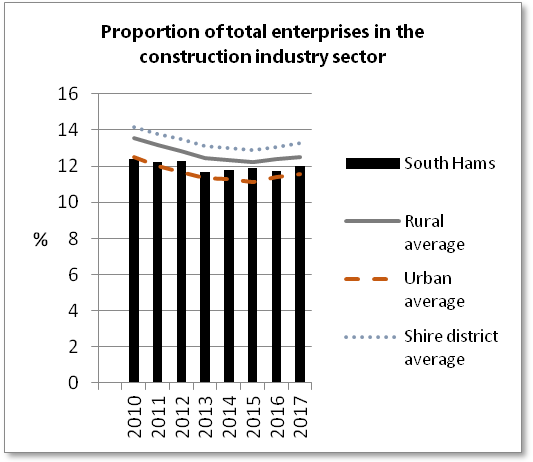 Proportion of total enterprises in the
construction industry sector
16
14
12
10
8
6
4
2
0
%
2010
2011
2012
2013
2014
2015
2016
2017
South Hams
Rural
average
Urban
average
Shire district
average